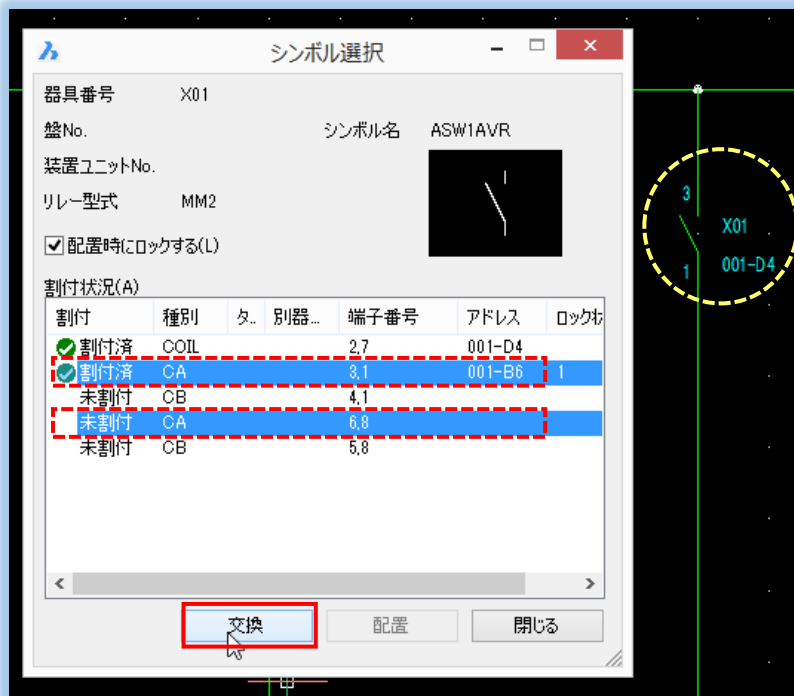 シンボル選択
器具番号 X01
盤No. シンボル名 ASW1AVR
装置ユニットNo.
リレー型式 MM2
配置時にロックする(L)
割付状況(A)
割付 種別 タ.. 別器... 端子番号 アドレス ロック状
割付済 COIL 2,7 001-D4
割付済 CA 3,1 001-B6 1
未割付 CB 4,1
未割付 CA 6,8
未割付 CB 5,8
交換 配置 閉じる
3
X01
001-D4
1